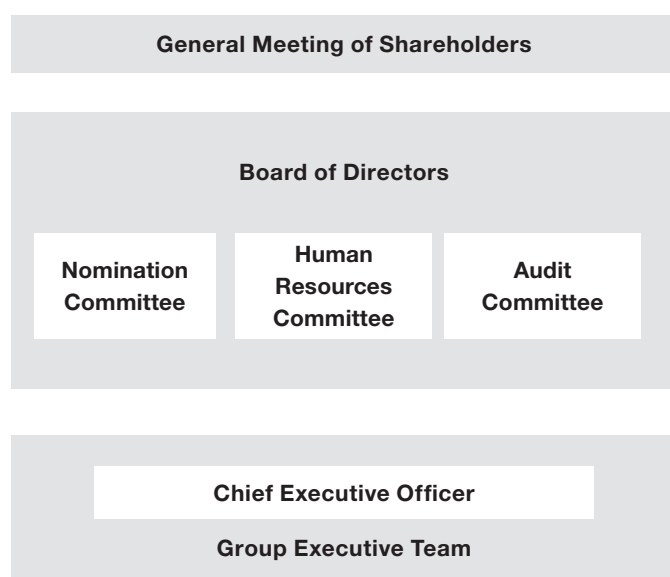 General Meeting of Shareholders
Board of Directors
Nomination
Committee
Human
Resources
Committee
Audit
Committee
Chief Executive Officer
Group Executive Team